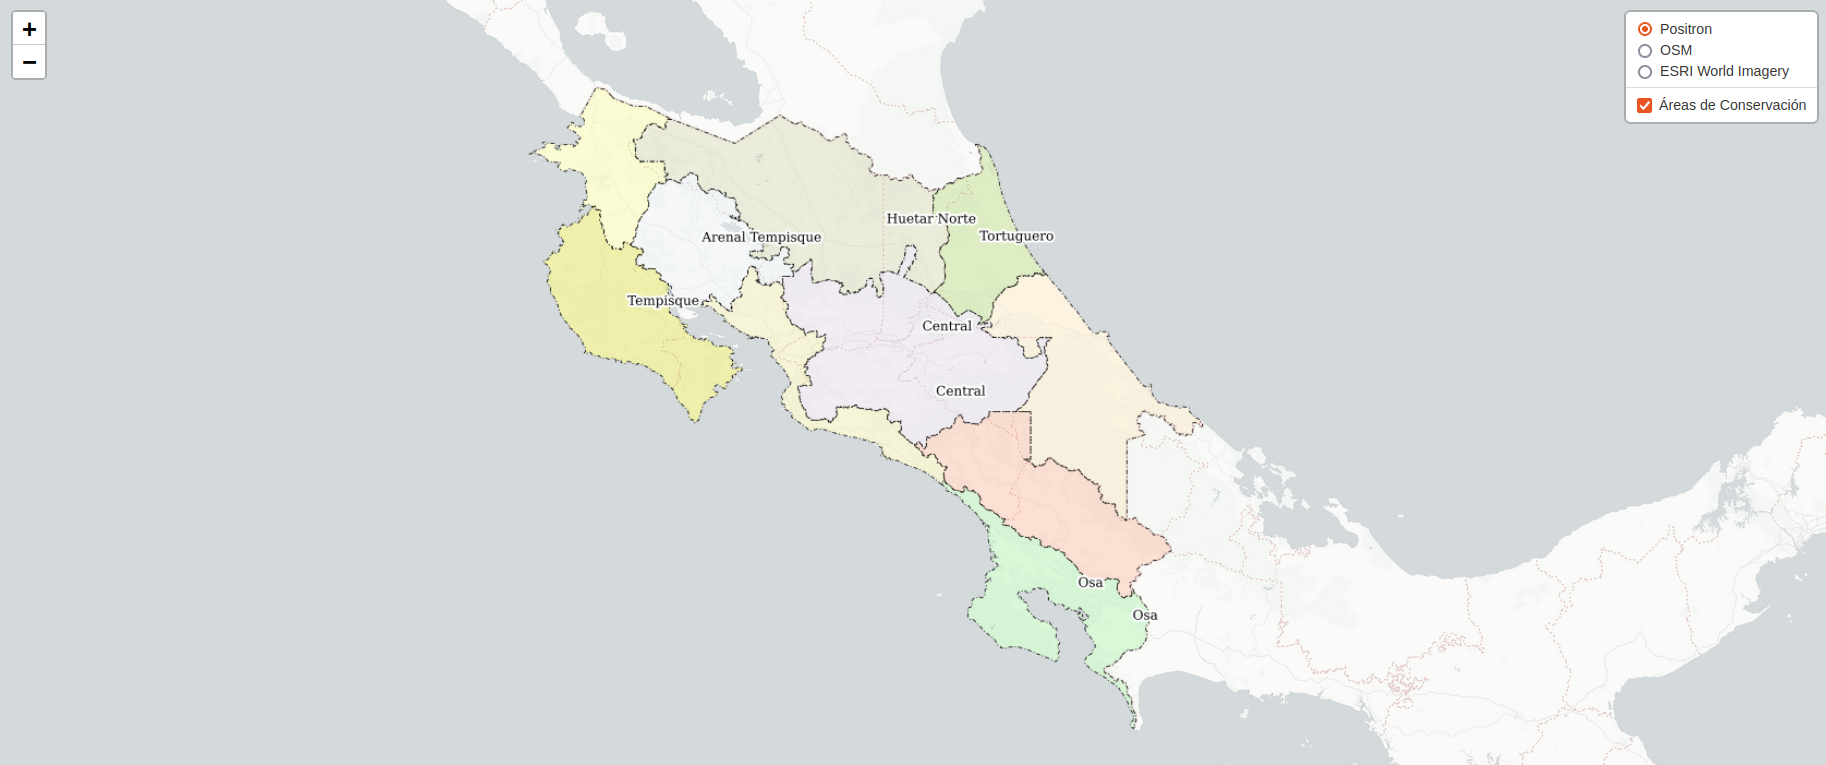 +
−
Positron
OSM
ESRI World Imagery
Áreas de Conservación
Huetar Norte
Arenal Tempisque
Tortuguero
Tempisque
Central
Central
Osa
Osa